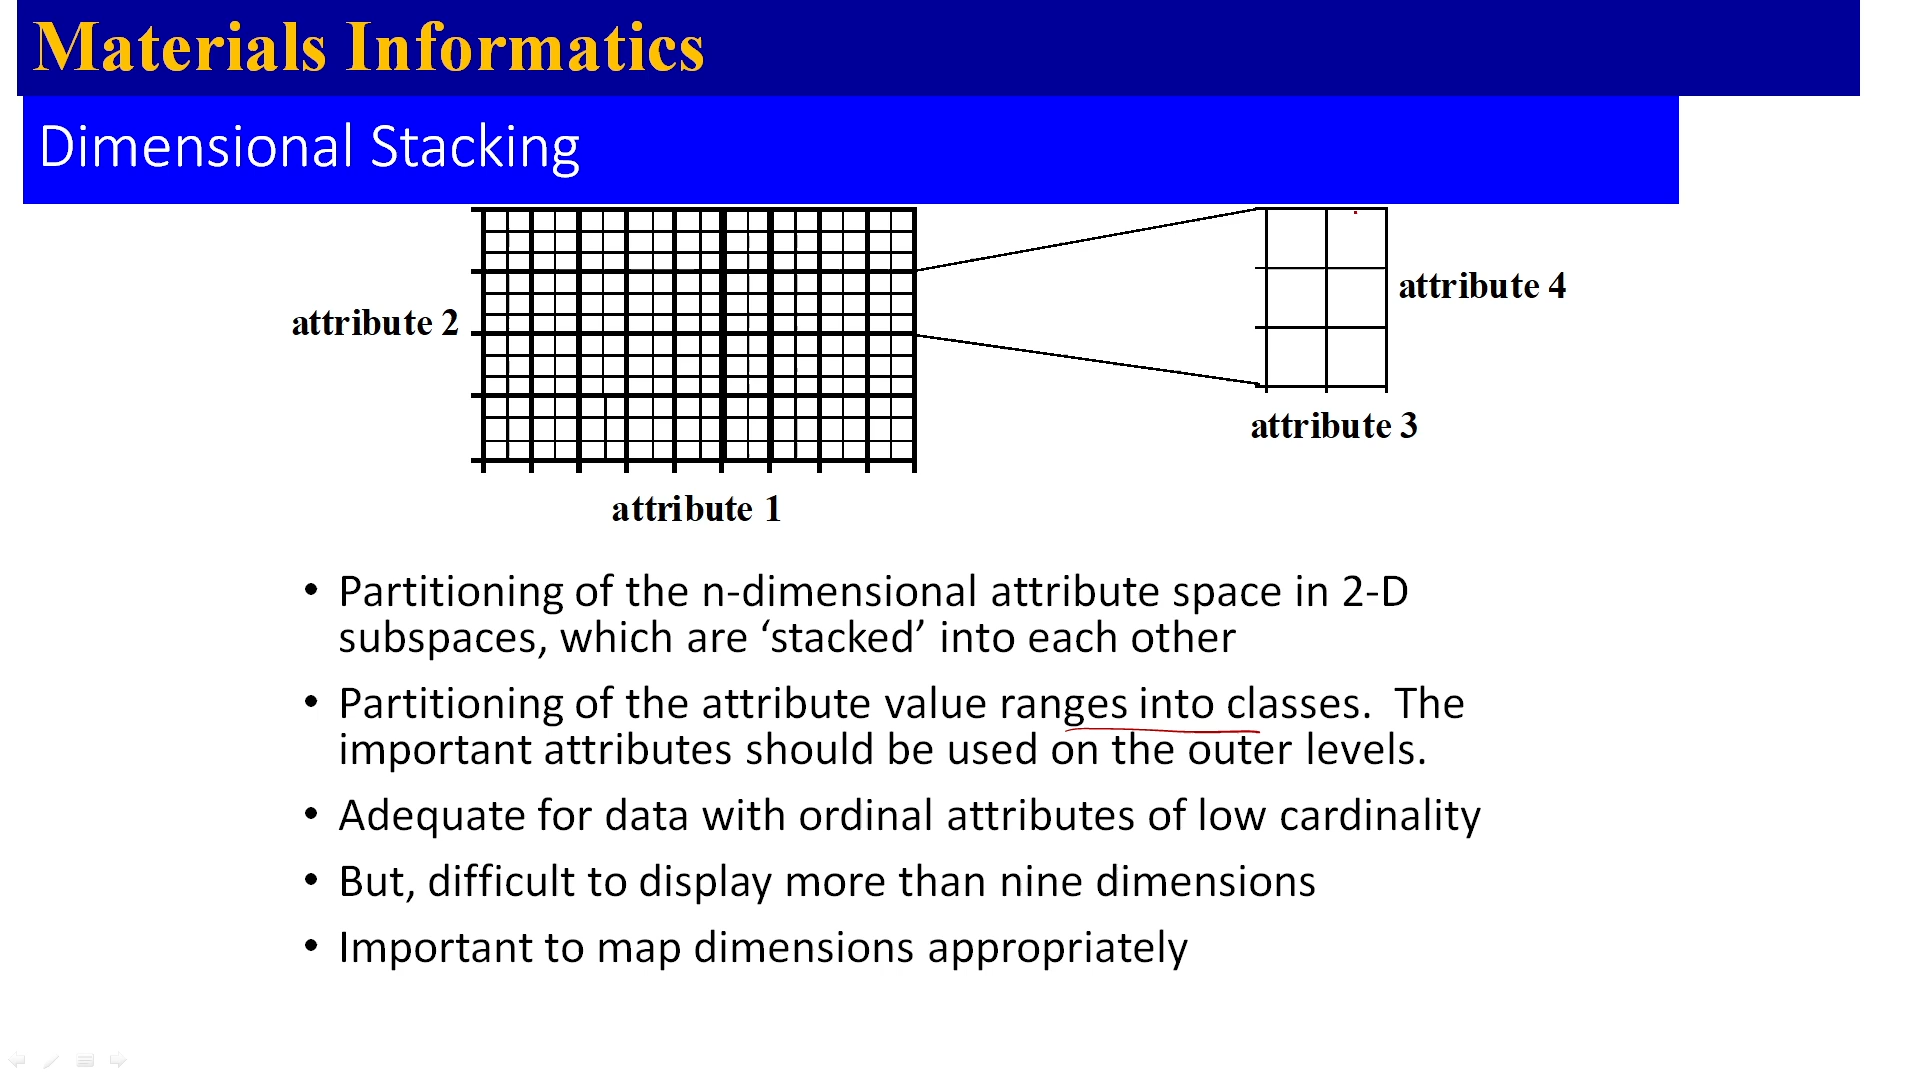 Materials Informatics
Dimensional Stacking
attribute 2
attribute 4
attribute 3
attribute 1
• Partitioning of the n-dimensional attribute space in 2-D
subspaces, which are ‘stacked’ into each other
• Partitioning of the attribute value ranges into classes. The
important attributes should be used on the outer levels.
• Adequate for data with ordinal attributes of low cardinality
• But, difficult to display more than nine dimensions
• Important to map dimensions appropriately